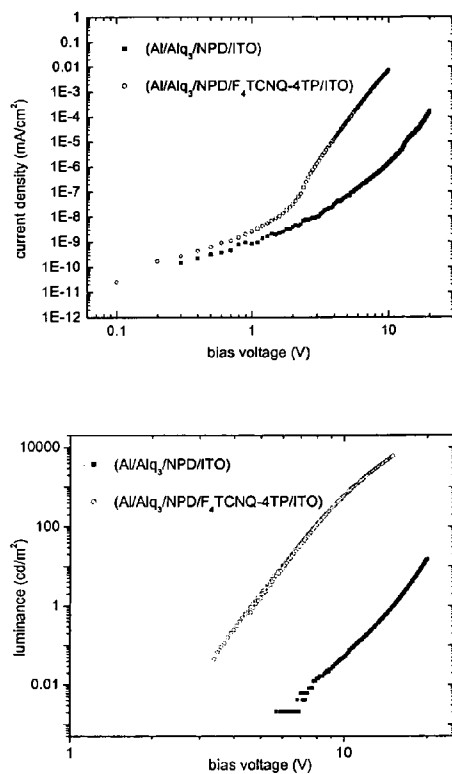 1
0.1
0.01
1E-3
1E-4
1E-5
1E-6
1E-7
1E-8
1E-9
1E-10
1E-11
1E-12
current density (mA/cm²)
(Al/Alq₃/NPD/ITO)
(Al/Alq₃/NPD/F₄TCNQ-4TP/ITO)
0.1 1 10
bias voltage (V)
10000
100
1
0.01
luminance (cd/m²)
(Al/Alq₃/NPD/ITO)
(Al/Alq₃/NPD/F₄TCNQ-4TP/ITO)
1 10
bias voltage (V)